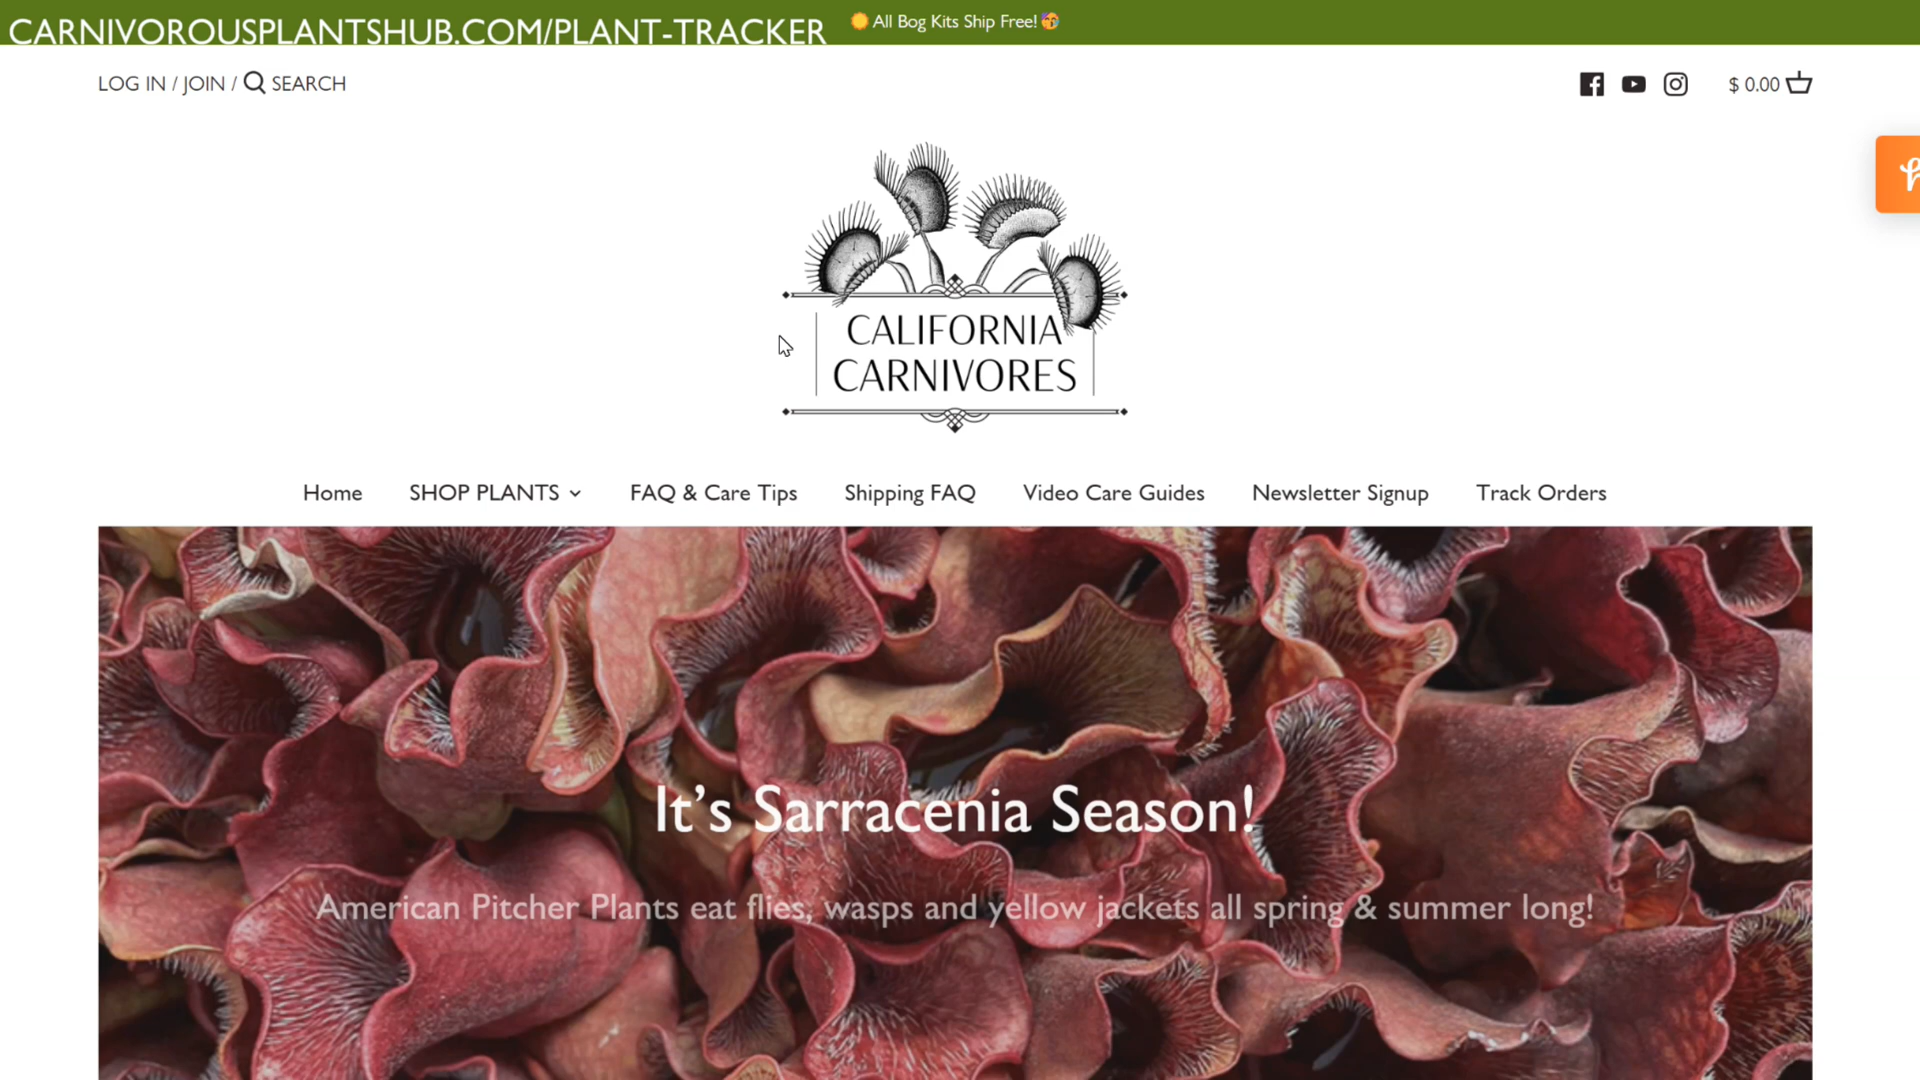 CARNIVOROUSPLANTSHUB.COM/PLANT-TRACKER
All Bog Kits Ship Free!
LOG IN / JOIN / SEARCH
$ 0.00
CALIFORNIA
CARNIVORES
Home SHOP PLANTS FAQ & Care Tips Shipping FAQ Video Care Guides Newsletter Signup Track Orders
It's Sarracenia Season!
American Pitcher Plants eat flies, wasps and yellow jackets all spring & summer long!